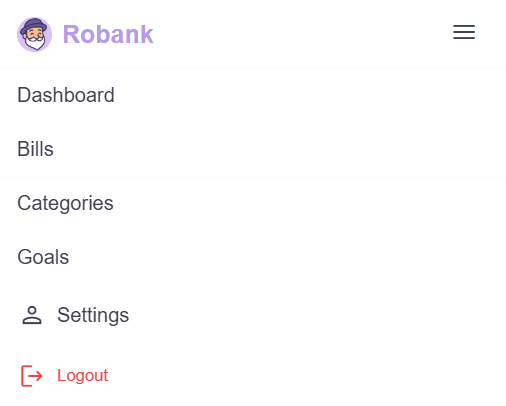 Robank
Dashboard
Bills
Categories
Goals
Settings
Logout